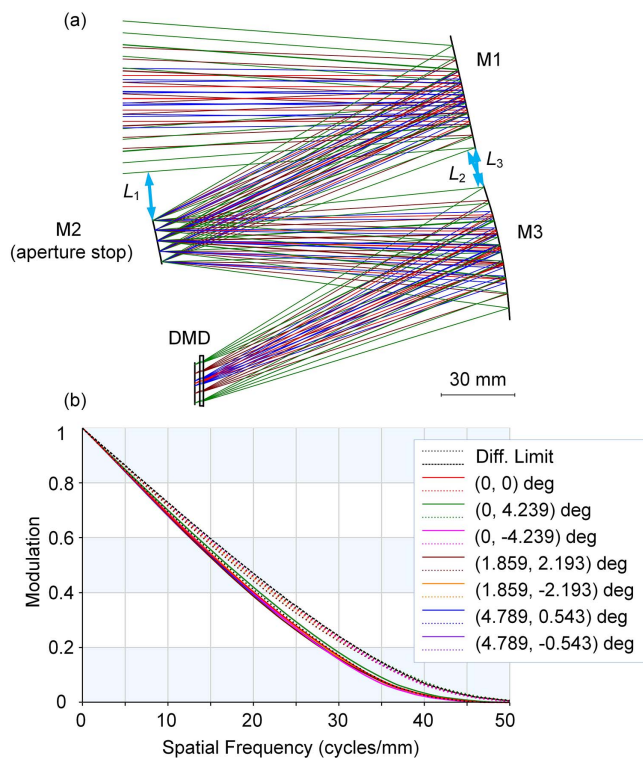 (a)
M1
L3
L2
L1
M2
(aperture stop)
M3
DMD
30 mm
(b)
1
0.8
0.6
0.4
0.2
0
Modulation
0 10 20 30 40 50
Spatial Frequency (cycles/mm)
Diff. Limit
(0, 0) deg
(0, 4.239) deg
(0, -4.239) deg
(1.859, 2.193) deg
(1.859, -2.193) deg
(4.789, 0.543) deg
(4.789, -0.543) deg